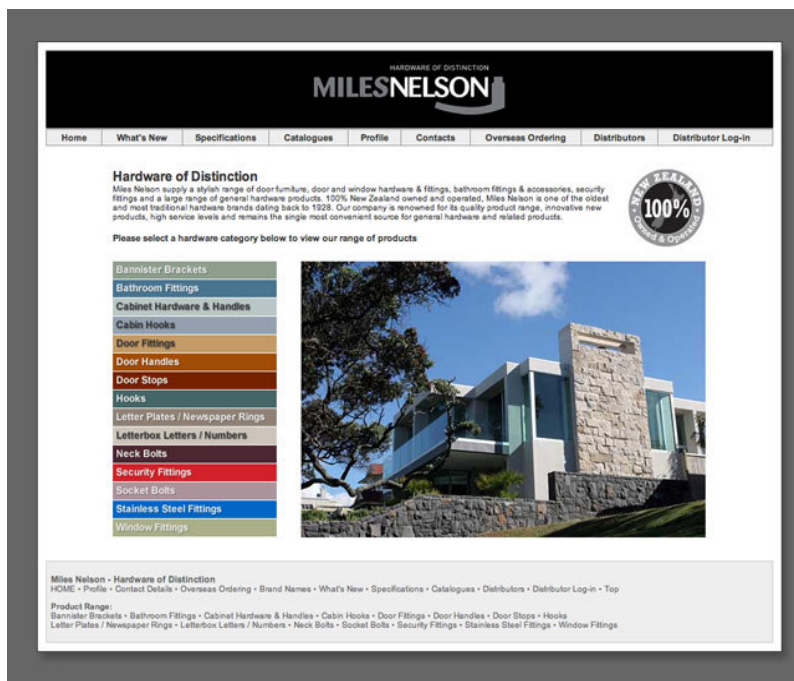 HARDWARE OF DISTINCTION
MILESNELSON
Home What's New Specifications Catalogues Profile Contacts Overseas Ordering Distributors Distributor Log-in
Hardware of Distinction
Miles Nelson supply a stylish range of door furniture, door and window hardware & fittings, bathroom fittings & accessories, security
fittings and a large range of general hardware products. 100% New Zealand owned and operated, Miles Nelson is one of the oldest
and most traditional hardware brands dating back to 1928. Our company is renowned for its quality product range, innovative new
products, high service levels and remains the single most convenient source for general hardware and related products.
NEW ZEALAND
100%
Owned & Operated
Please select a hardware category below to view our range of products
Bannister Brackets
Bathroom Fittings
Cabinet Hardware & Handles
Cabin Hooks
Door Fittings
Door Handles
Door Stops
Hooks
Letter Plates / Newspaper Rings
Letterbox Letters / Numbers
Neck Bolts
Security Fittings
Socket Bolts
Stainless Steel Fittings
Window Fittings
Miles Nelson - Hardware of Distinction
HOME • Profile • Contact Details • Overseas Ordering • Brand Names • What's New • Specifications • Catalogues • Distributors • Distributor Log-in • Top
Product Range:
Bannister Brackets • Bathroom Fittings • Cabinet Hardware & Handles • Cabin Hooks • Door Fittings • Door Handles • Door Stops • Hooks
Letter Plates / Newspaper Rings • Letterbox Letters / Numbers • Neck Bolts • Socket Bolts • Security Fittings • Stainless Steel Fittings • Window Fittings